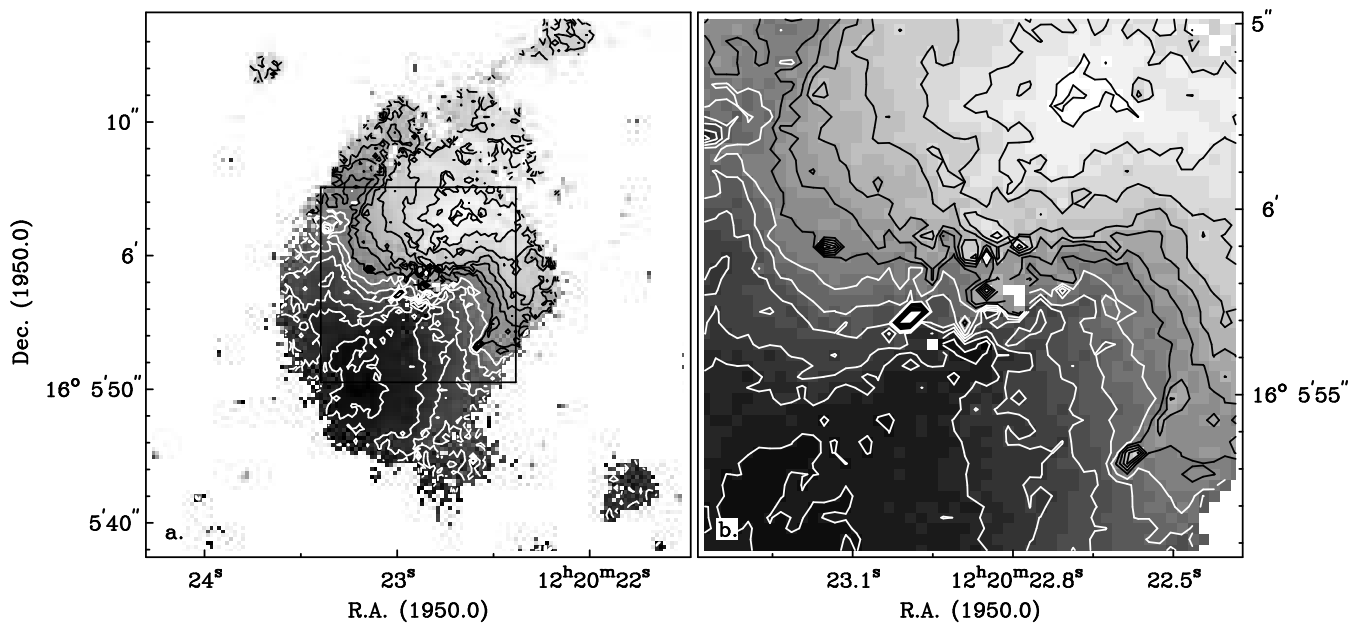 10″
6′
16° 5′50″
5′40″
Dec. (1950.0)
a.
24ˢ
23ˢ
12ʰ20ᵐ22ˢ
R.A. (1950.0)
5″
6′
16° 5′55″
b.
23.1ˢ
12ʰ20ᵐ22.8ˢ
22.5ˢ
R.A. (1950.0)